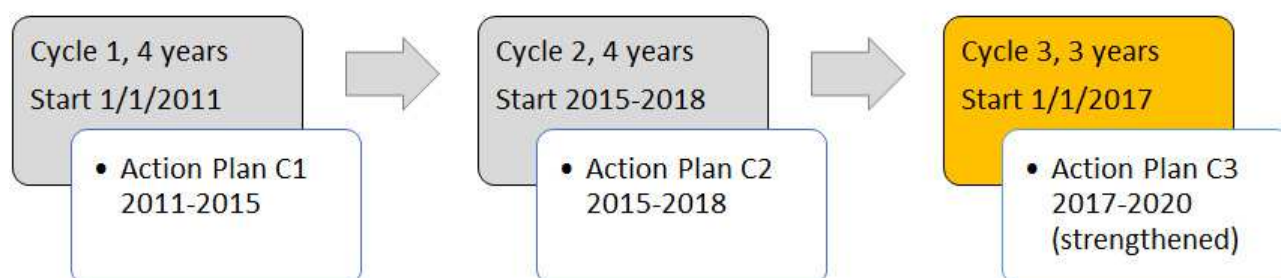 Cycle 1, 4 years
Start 1/1/2011
• Action Plan C1
2011-2015
Cycle 2, 4 years
Start 2015-2018
• Action Plan C2
2015-2018
Cycle 3, 3 years
Start 1/1/2017
• Action Plan C3
2017-2020
(strengthened)